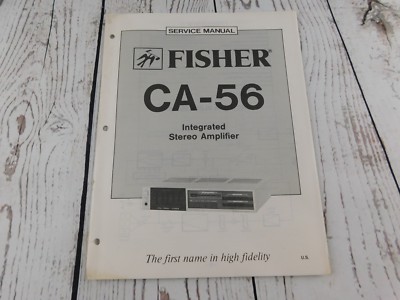 SERVICE MANUAL
FISHER
CA-56
Integrated
Stereo Amplifier
The first name in high fidelity